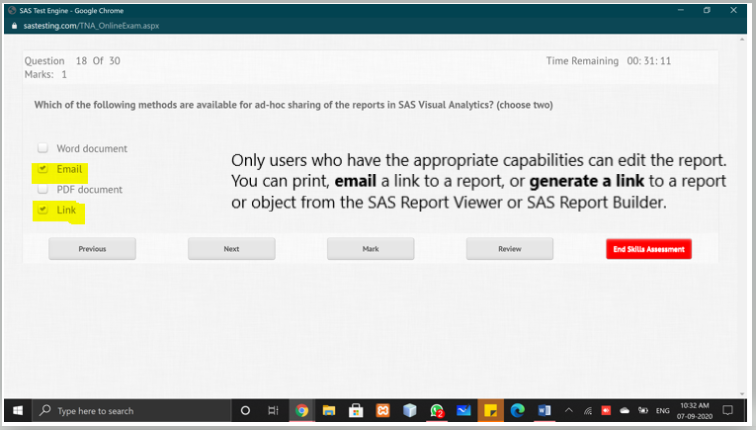 SAS Test Engine - Google Chrome
sastesting.com/TNA_OnlineExam.aspx
Question 18 Of 30
Time Remaining 00: 31: 11
Marks: 1
Which of the following methods are available for ad-hoc sharing of the reports in SAS Visual Analytics? (choose two)
Word document
Email
PDF document
Link
Only users who have the appropriate capabilities can edit the report.
You can print, email a link to a report, or generate a link to a report
or object from the SAS Report Viewer or SAS Report Builder.
Previous
Next
Mark
Review
End Skills Assessment
Type here to search
ENG
10:32 AM
07-09-2020